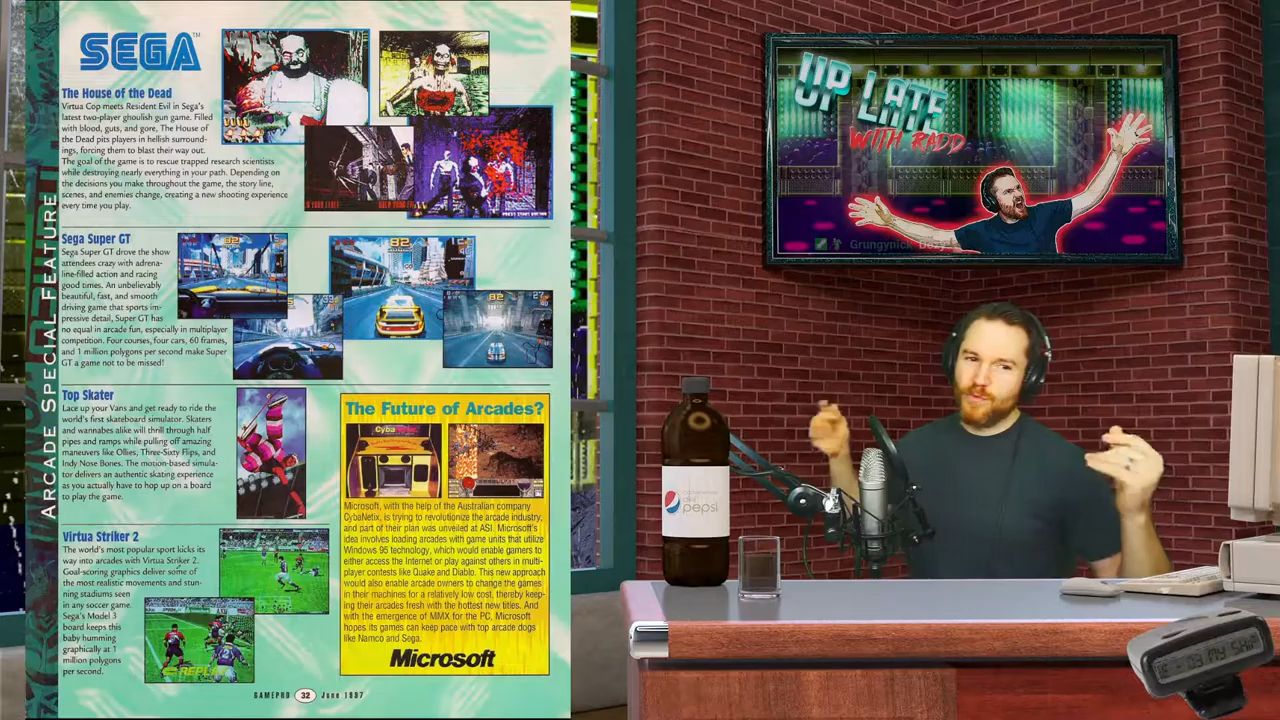 SEGA™
The House of the Dead
Virtua Cop meets Resident Evil in Sega's
latest two-player ghoulish gun game. Filled
with blood, guts, and gore, The House of
the Dead pits players in hellish surround-
ings, forcing them to blast their way out.
The goal of the game is to rescue trapped research scientists
while destroying nearly everything in your path. Depending on
the decisions you make throughout the game, the story line,
scenes, and enemies change, creating a new shooting experience
every time you play.
PRESS START BUTTON
ARCADE SPECIAL FEATURE
Sega Super GT
Sega Super GT drove the show
attendees crazy with adrena-
line-filled action and racing
good times. An unbelievably
beautiful, fast, and smooth
driving game that sports im-
pressive detail, Super GT has
no equal in arcade fun, especially in multiplayer
competition. Four courses, four cars, 60 frames,
and 1 million polygons per second make Super
GT a game not to be missed!
Top Skater
Lace up your Vans and get ready to ride the
world's first skateboard simulator. Skaters
and wannabes alike will thrill through half
pipes and ramps while pulling off amazing
maneuvers like Ollies, Three-Sixty Flips, and
Indy Nose Bones. The motion-based simula-
tor delivers an authentic skating experience
as you actually have to hop up on a board
to play the game.
Virtua Striker 2
The world's most popular sport kicks its
way into arcades with Virtua Striker 2.
Goal-scoring graphics deliver some of
the most realistic movements and stun-
ning stadiums seen
in any soccer game.
Sega's Model 3
board keeps this
baby humming
graphically at 1
million polygons
per second.
REPLAY
The Future of Arcades?
Microsoft, with the help of the Australian company
CybaNetix, is trying to revolutionize the arcade industry,
and part of their plan was unveiled at ASI. Microsoft's
idea involves loading arcades with game units that utilize
Windows 95 technology, which would enable gamers to
either access the Internet or play against others in multi-
player contests like Quake and Diablo. This new approach
would also enable arcade owners to change the games
in their machines for a relatively low cost, thereby keep-
ing their arcades fresh with the hottest new titles. And
with the emergence of MMX for the PC, Microsoft
hopes its games can keep pace with top arcade dogs
like Namco and Sega.
Microsoft
GAMEPRO 32 June 1997
UP LATE
WITH RADD
pepsi